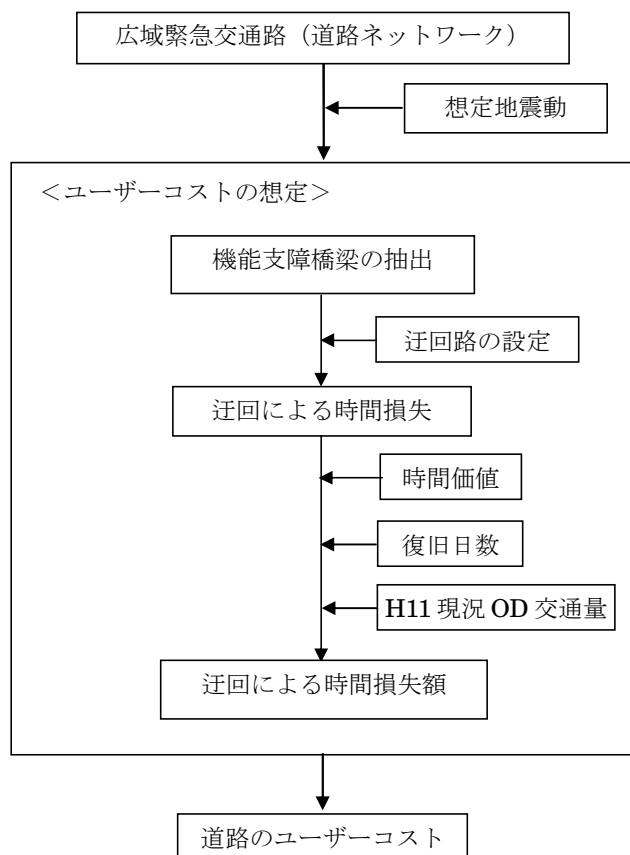 広域緊急交通路（道路ネットワーク）
想定地震動
＜ユーザーコストの想定＞
機能支障橋梁の抽出
迂回路の設定
迂回による時間損失
時間価値
復旧日数
H11 現況 OD 交通量
迂回による時間損失額
道路のユーザーコスト